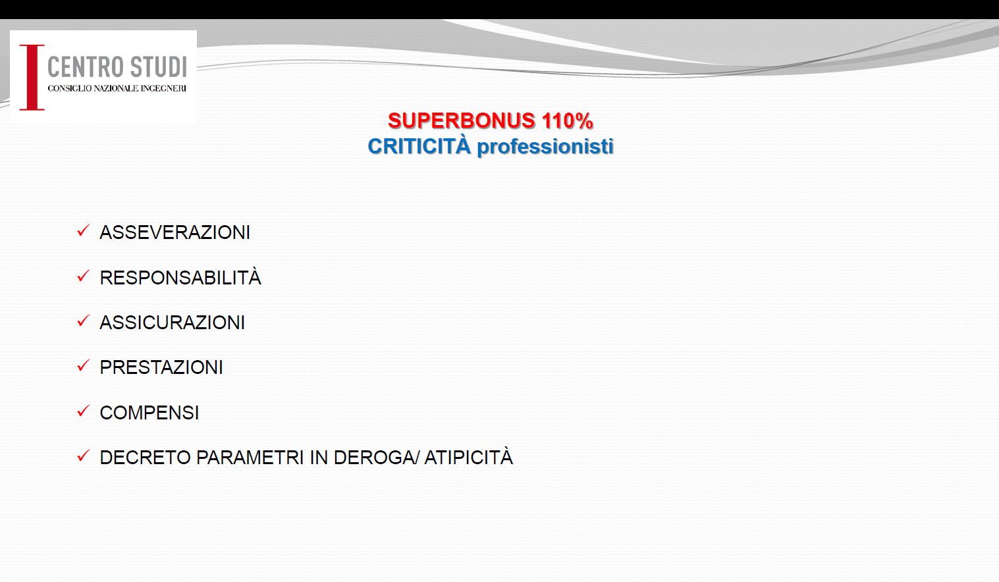 CENTRO STUDI
CONSIGLIO NAZIONALE INGEGNERI
SUPERBONUS 110%
CRITICITÀ professionisti
ASSEVERAZIONI
RESPONSABILITÀ
ASSICURAZIONI
PRESTAZIONI
COMPENSI
DECRETO PARAMETRI IN DEROGA/ ATIPICITÀ